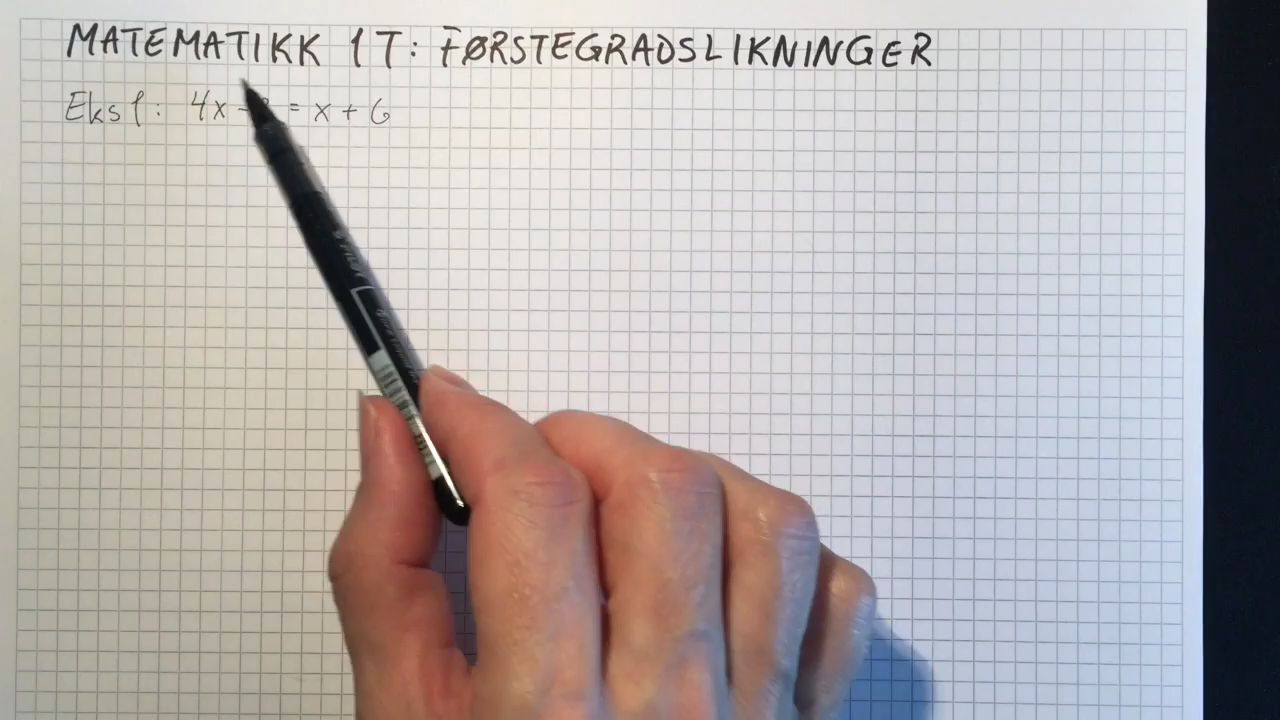 MATEMATIKK 1T: FØRSTEGRADSLIKNINGER
Eks 1: 4x - = x + 6